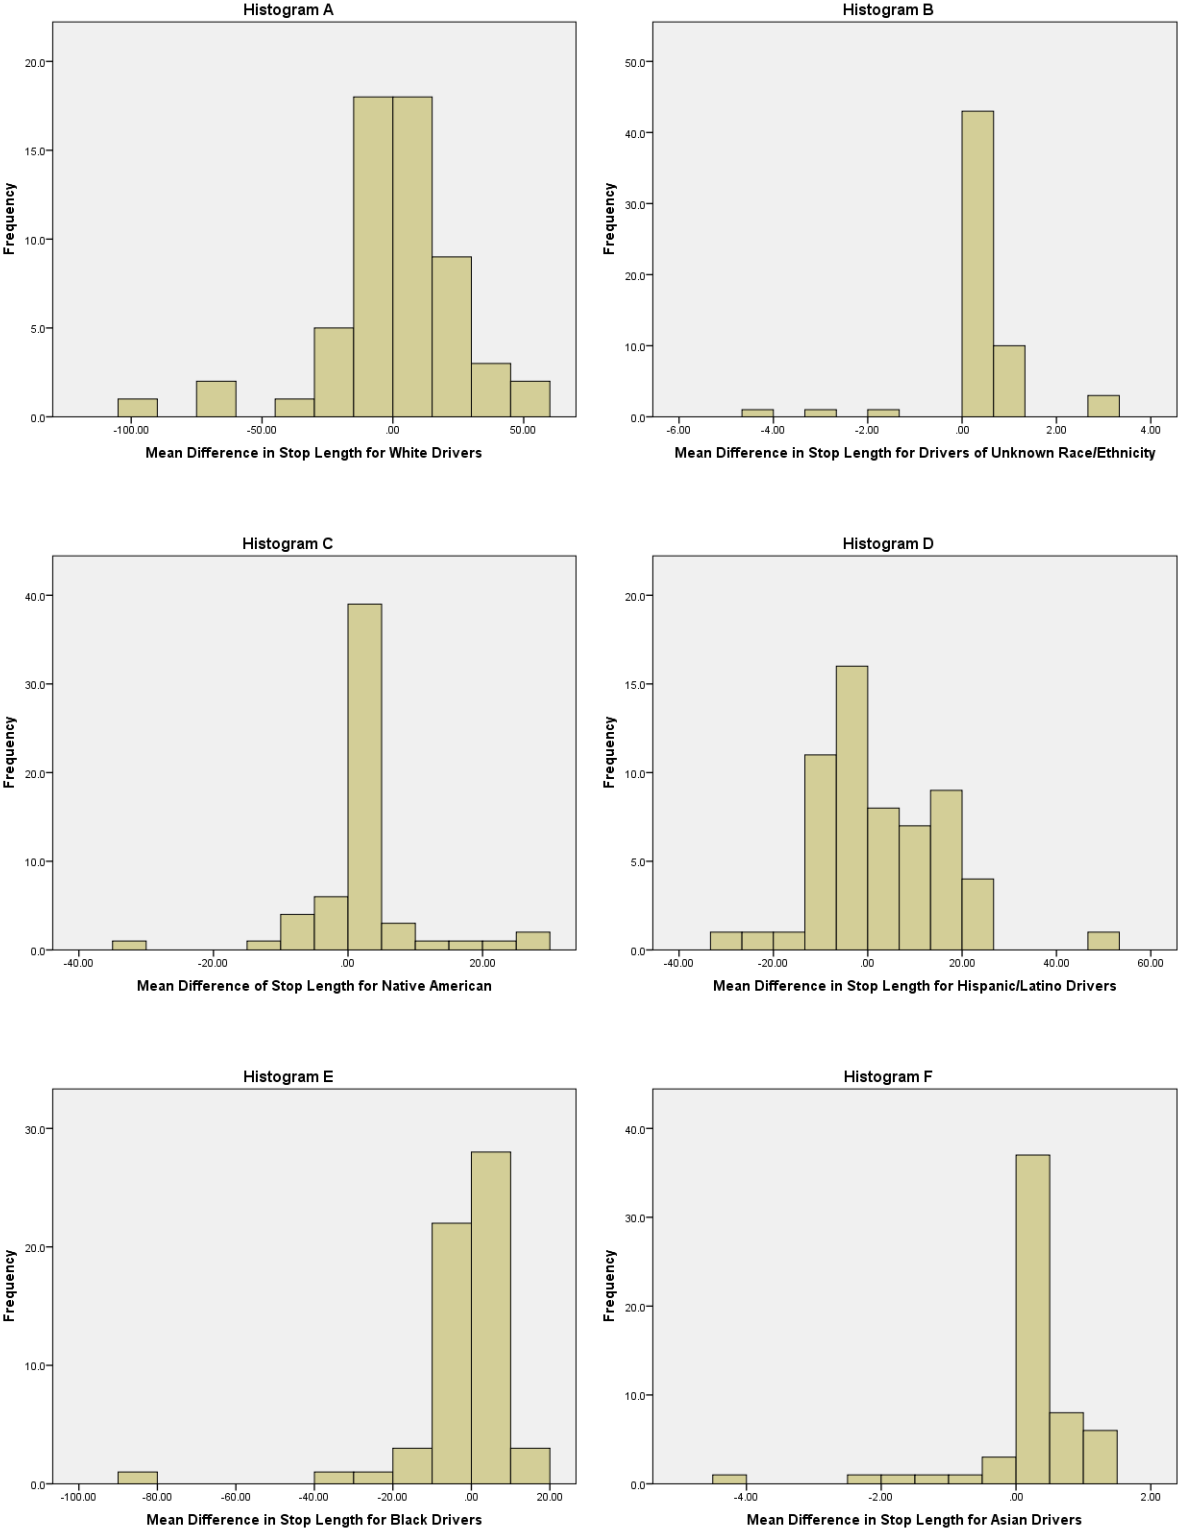 Histogram A
20.0
15.0
10.0
5.0
0.0
Frequency
-100.00 -50.00 .00 50.00
Mean Difference in Stop Length for White Drivers
Histogram B
50.0
40.0
30.0
20.0
10.0
0.0
Frequency
-6.00 -4.00 -2.00 .00 2.00 4.00
Mean Difference in Stop Length for Drivers of Unknown Race/Ethnicity
Histogram C
40.0
30.0
20.0
10.0
0.0
Frequency
-40.00 -20.00 .00 20.00
Mean Difference of Stop Length for Native American
Histogram D
20.0
15.0
10.0
5.0
0.0
Frequency
-40.00 -20.00 .00 20.00 40.00 60.00
Mean Difference in Stop Length for Hispanic/Latino Drivers
Histogram E
30.0
20.0
10.0
0.0
Frequency
-100.00 -80.00 -60.00 -40.00 -20.00 .00 20.00
Mean Difference in Stop Length for Black Drivers
Histogram F
40.0
30.0
20.0
10.0
0.0
Frequency
-4.00 -2.00 .00 2.00
Mean Difference in Stop Length for Asian Drivers